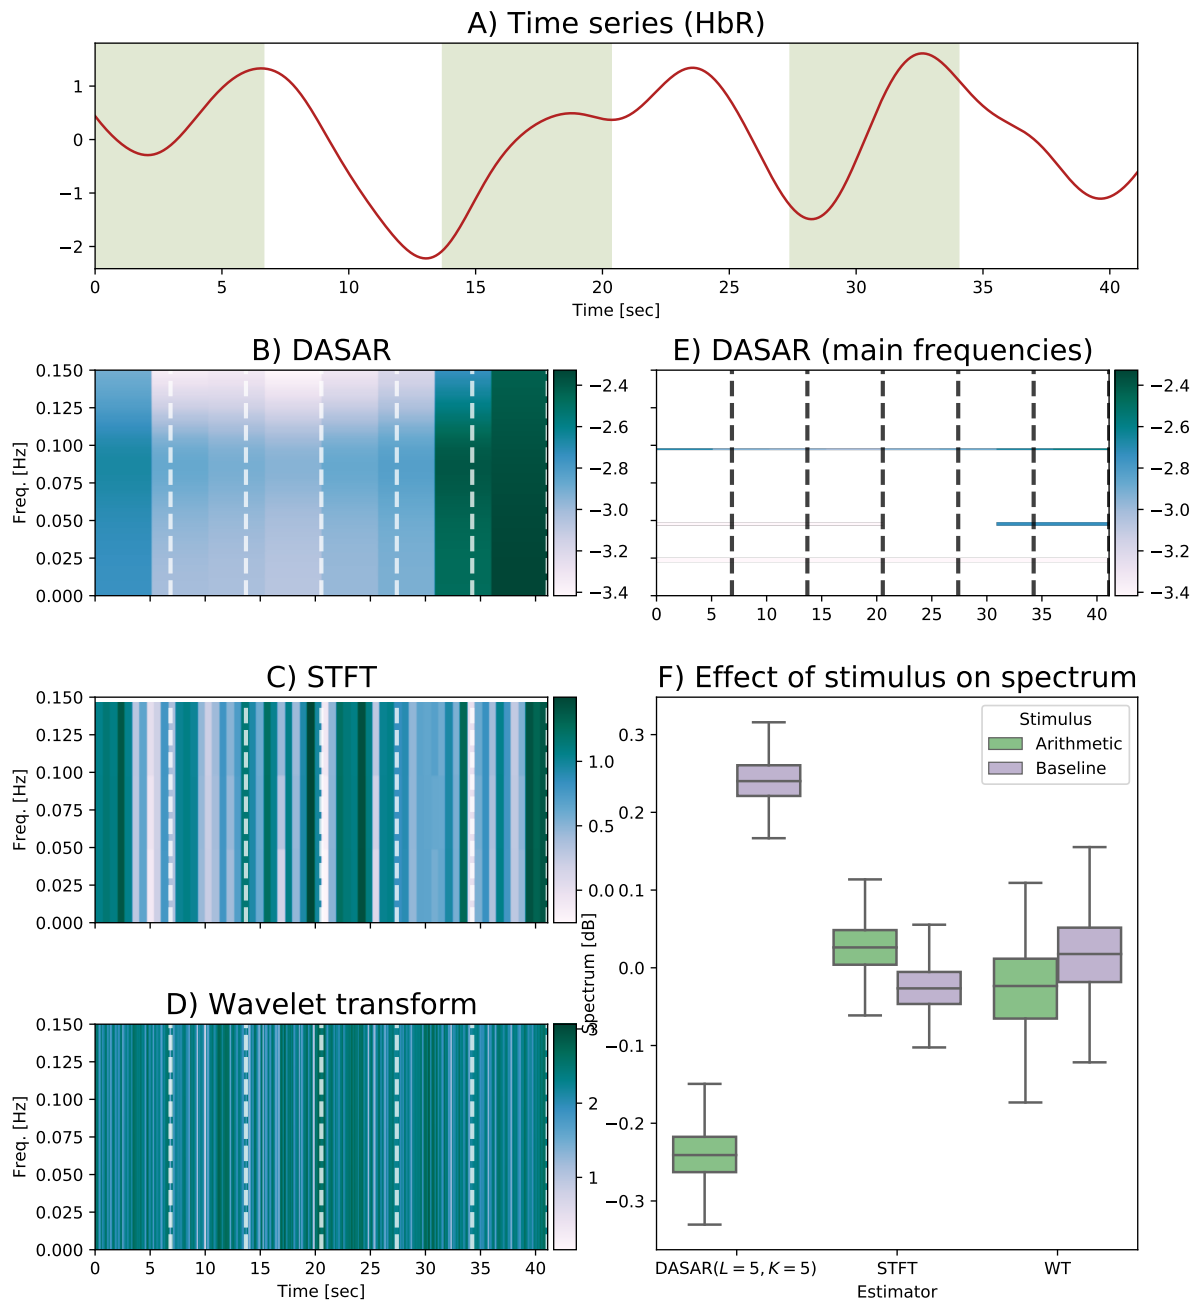 A) Time series (HbR)
1
0
−1
−2
0 5 10 15 20 25 30 35 40
Time [sec]
B) DASAR
Freq. [Hz]
0.150
0.125
0.100
0.075
0.050
0.025
0.000
−2.4
−2.6
−2.8
−3.0
−3.2
−3.4
E) DASAR (main frequencies)
0 5 10 15 20 25 30 35 40
−2.4
−2.6
−2.8
−3.0
−3.2
−3.4
C) STFT
Freq. [Hz]
0.150
0.125
0.100
0.075
0.050
0.025
0.000
1.0
0.5
0.0
Spectrum [dB]
D) Wavelet transform
Freq. [Hz]
0.150
0.125
0.100
0.075
0.050
0.025
0.000
3
2
1
0 5 10 15 20 25 30 35 40
Time [sec]
F) Effect of stimulus on spectrum
Stimulus
Arithmetic
Baseline
0.3
0.2
0.1
0.0
−0.1
−0.2
−0.3
DASAR(L = 5, K = 5) STFT WT
Estimator